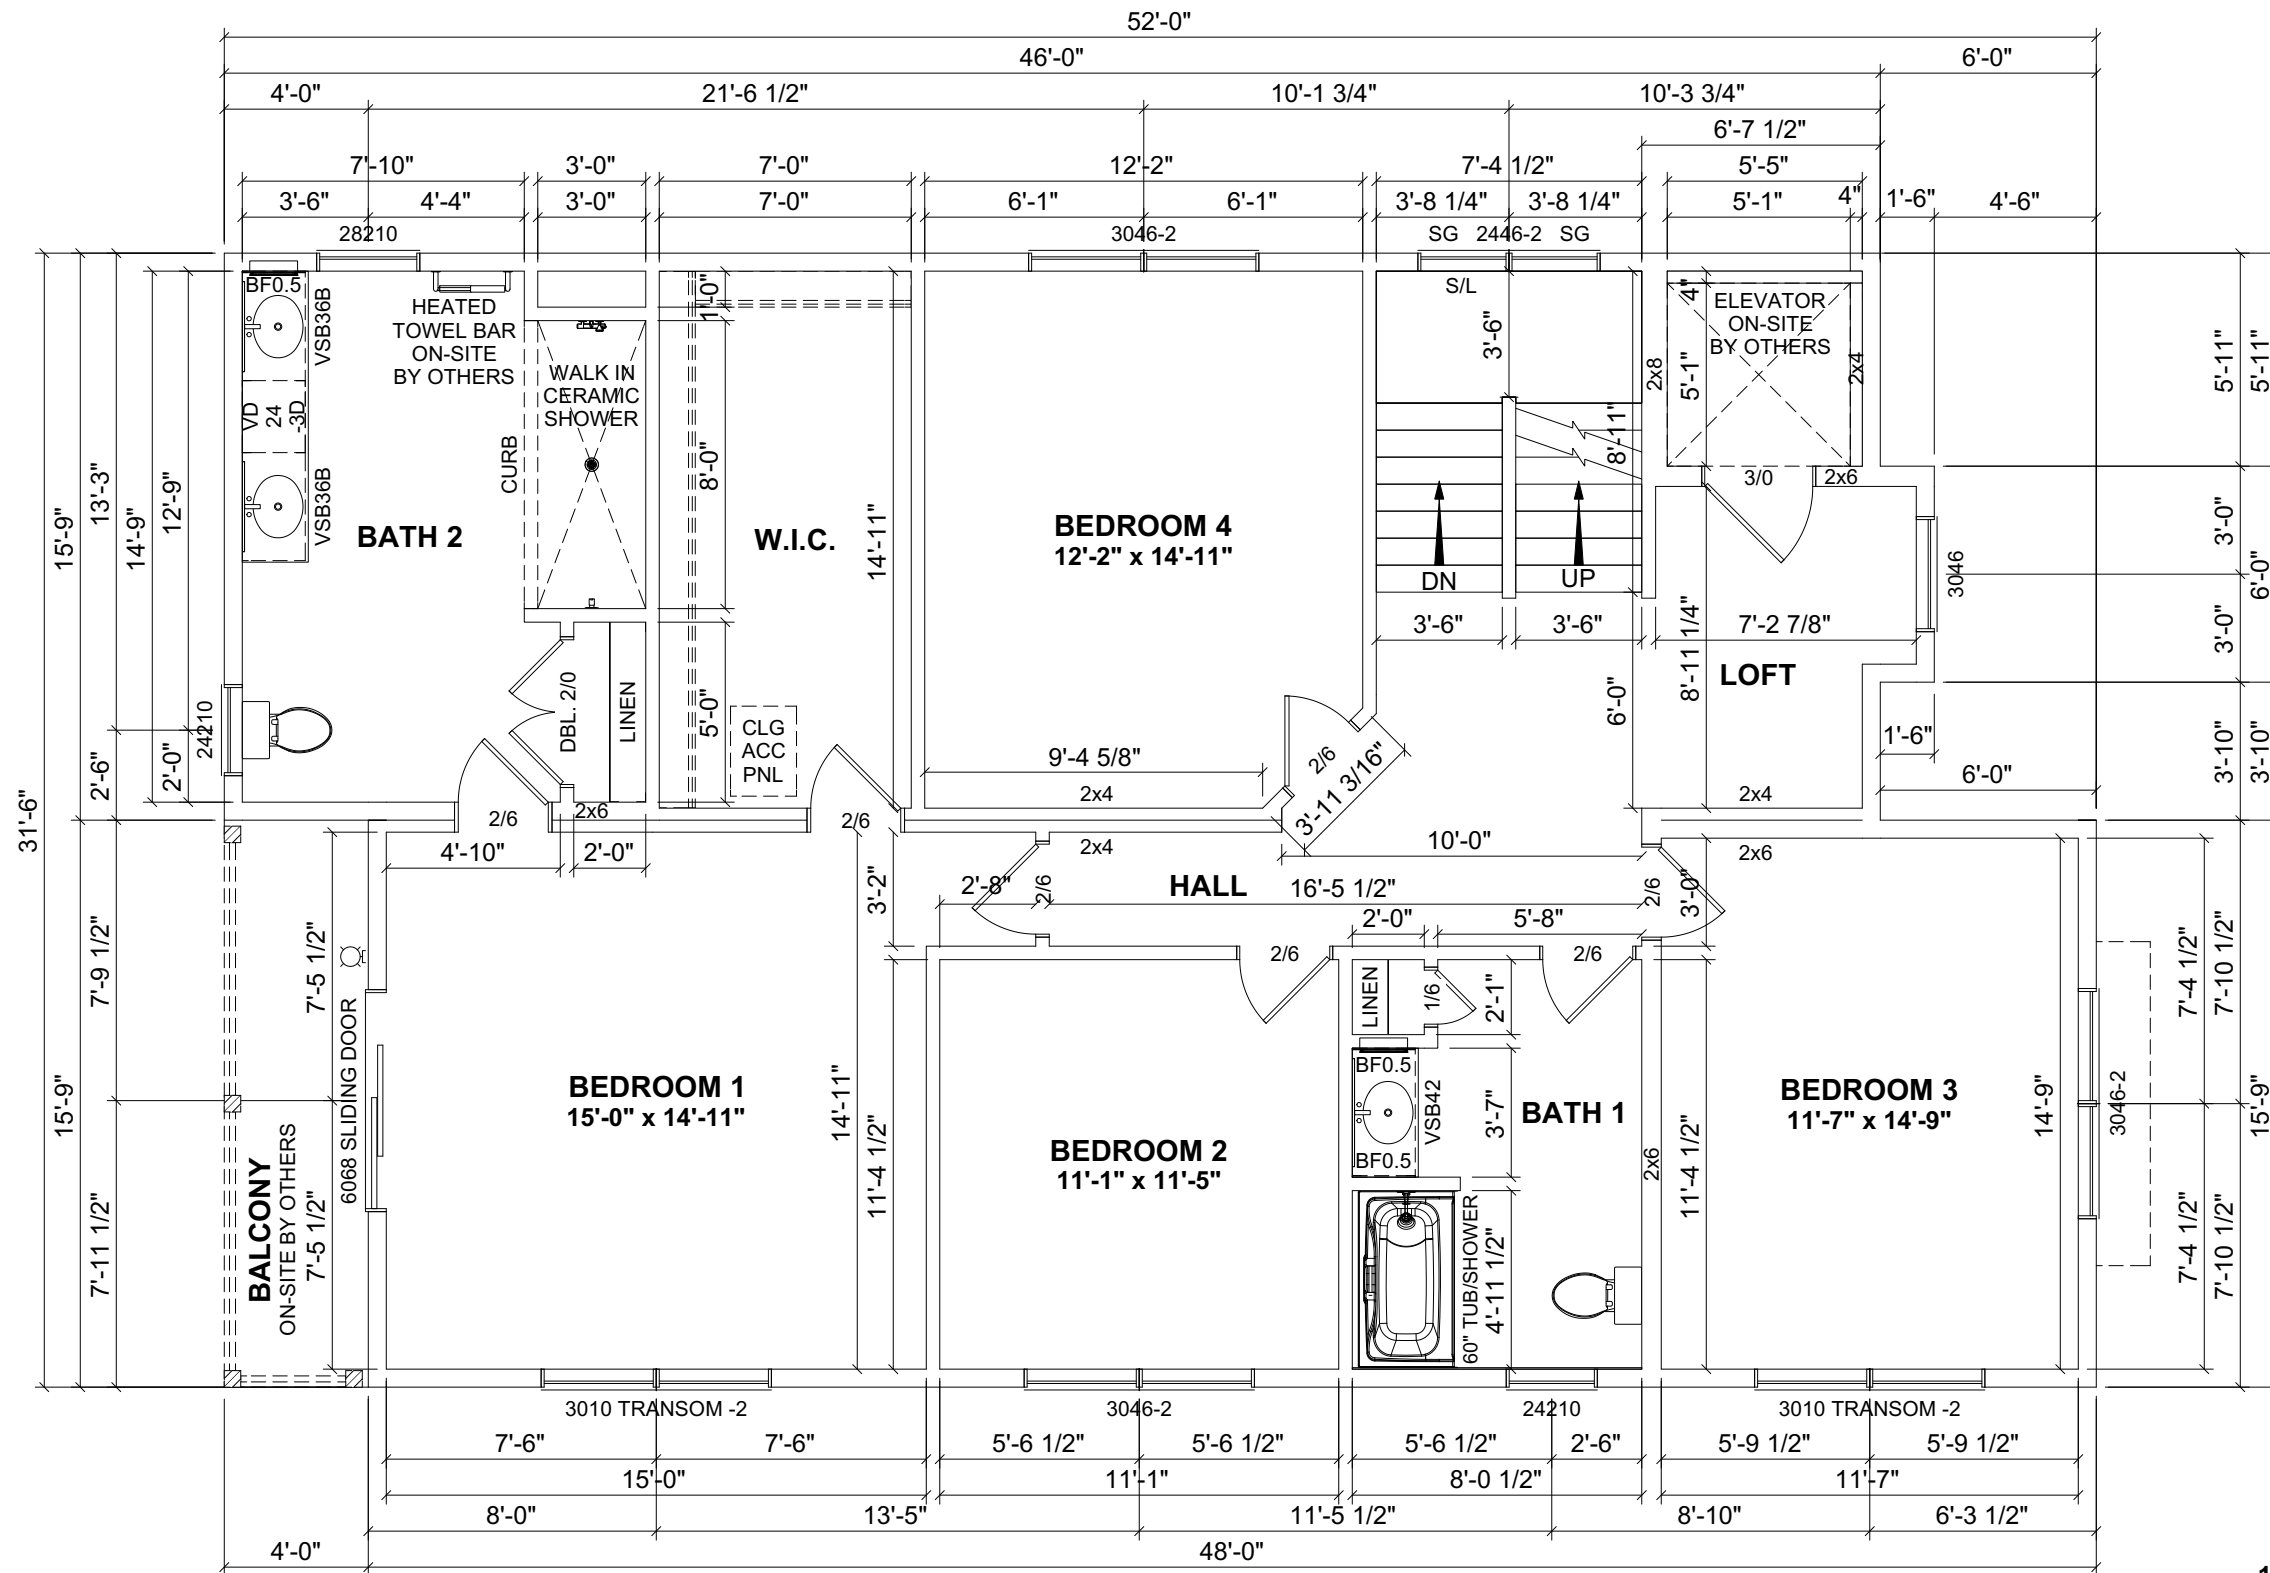 52'-0"
46'-0" 6'-0"
4'-0" 21'-6 1/2" 10'-1 3/4" 10'-3 3/4"
6'-7 1/2"
7'-10" 3'-0" 7'-0" 12'-2" 7'-4 1/2" 5'-5"
3'-6" 4'-4" 3'-0" 7'-0" 6'-1" 6'-1" 3'-8 1/4" 3'-8 1/4" 5'-1" 4" 1'-6" 4'-6"
28210 3046-2 SG 2446-2 SG
S/L
BF0.5
VSB36B
VD
24
-3D
VSB36B
HEATED
TOWEL BAR
ON-SITE
BY OTHERS
WALK IN
CERAMIC
SHOWER
CURB
BATH 2
1'-0"
8'-0"
5'-0"
W.I.C.
14'-11"
BEDROOM 4
12'-2" x 14'-11"
3'-6"
8'-11"
DN
UP
3'-6" 3'-6"
2x8
4"
5'-1"
ELEVATOR
ON-SITE
BY OTHERS
2x4
3/0
2x6
3046
7'-2 7/8"
8'-11 1/4"
LOFT
6'-0"
2x4
1'-6"
6'-0"
5'-11"
5'-11"
3'-0"
6'-0"
3'-0"
3'-10"
3'-10"
31'-6"
15'-9"
13'-3"
14'-9"
12'-9"
2'-6"
2'-0"
24210
DBL. 2/0
LINEN
CLG
ACC
PNL
9'-4 5/8"
2x4
2/6
3'-11 3/16"
2/6
2x6
2/6
4'-10" 2'-0"
2x4
10'-0"
2x6
3'-2"
2'-8"
2/6
HALL
16'-5 1/2"
2/6
3'-0"
2'-0" 5'-8"
2/6 2/6
15'-9"
7'-9 1/2"
7'-11 1/2"
7'-5 1/2"
7'-5 1/2"
6068 SLIDING DOOR
BALCONY
ON-SITE BY OTHERS
BEDROOM 1
15'-0" x 14'-11"
14'-11"
11'-4 1/2"
BEDROOM 2
11'-1" x 11'-5"
LINEN
1/6
2'-1"
BF0.5
VSB42
BF0.5
3'-7"
BATH 1
60" TUB/SHOWER
4'-11 1/2"
2x6
11'-4 1/2"
BEDROOM 3
11'-7" x 14'-9"
14'-9"
3046-2
7'-4 1/2"
7'-4 1/2"
7'-10 1/2"
7'-10 1/2"
15'-9"
3010 TRANSOM -2 3046-2 24210 3010 TRANSOM -2
7'-6" 7'-6" 5'-6 1/2" 5'-6 1/2" 5'-6 1/2" 2'-6" 5'-9 1/2" 5'-9 1/2"
15'-0" 11'-1" 8'-0 1/2" 11'-7"
8'-0" 13'-5" 11'-5 1/2" 8'-10" 6'-3 1/2"
4'-0" 48'-0"